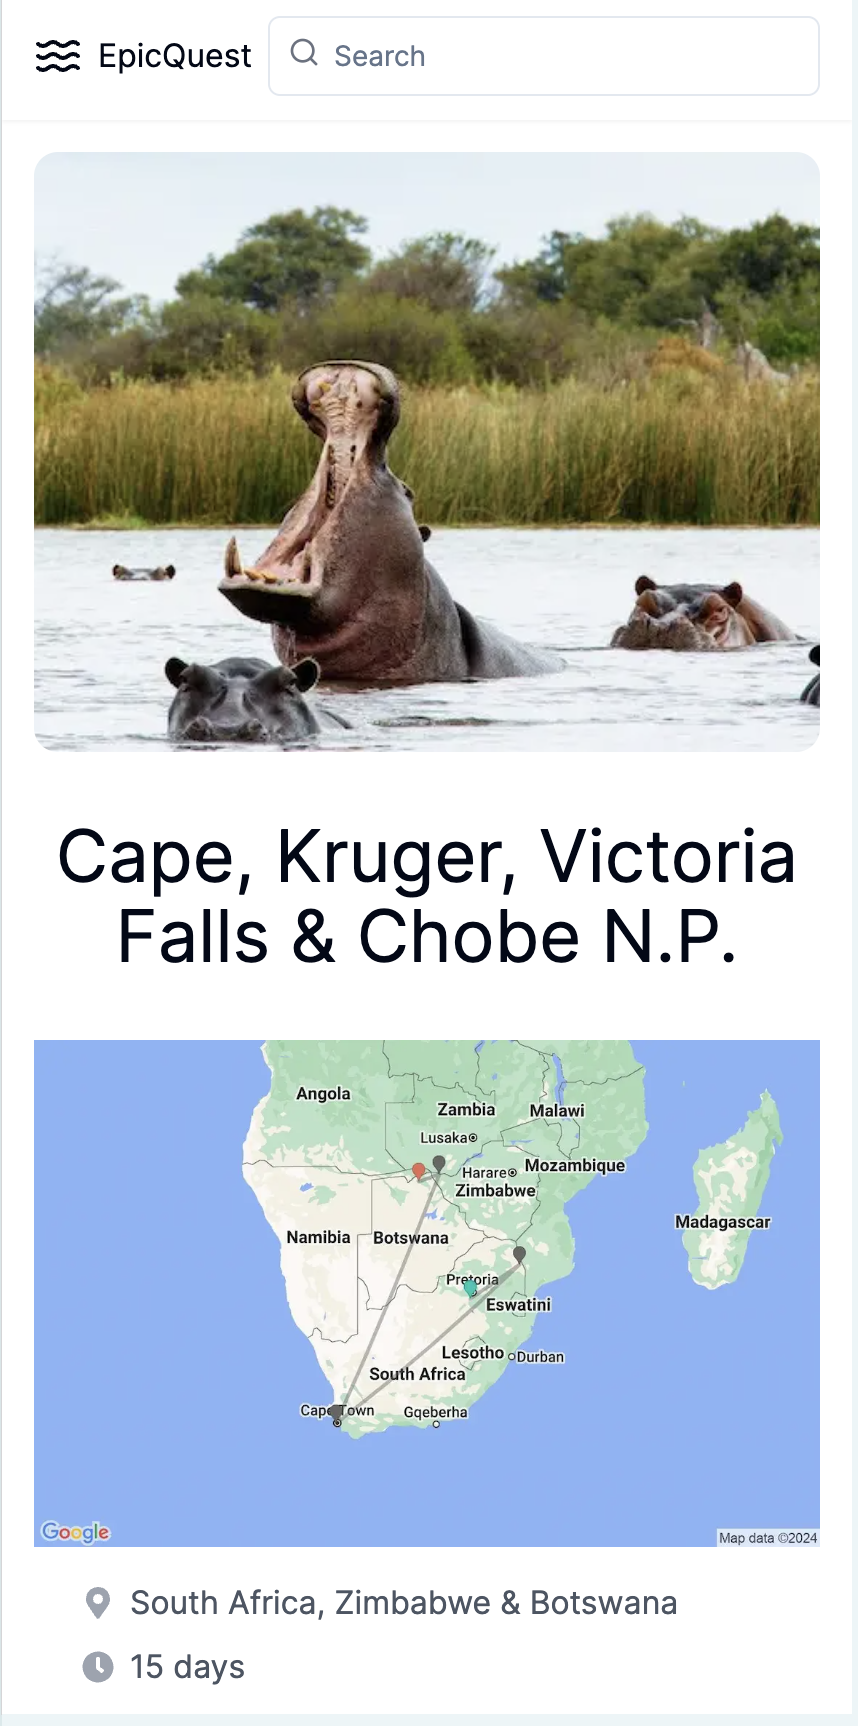 EpicQuest
Search
Cape, Kruger, Victoria
Falls & Chobe N.P.
Angola
Zambia
Malawi
Lusaka
Harare
Mozambique
Zimbabwe
Madagascar
Namibia
Botswana
Pretoria
Eswatini
Lesotho
Durban
South Africa
Cape Town
Gqeberha
Google
Map data ©2024
South Africa, Zimbabwe & Botswana
15 days